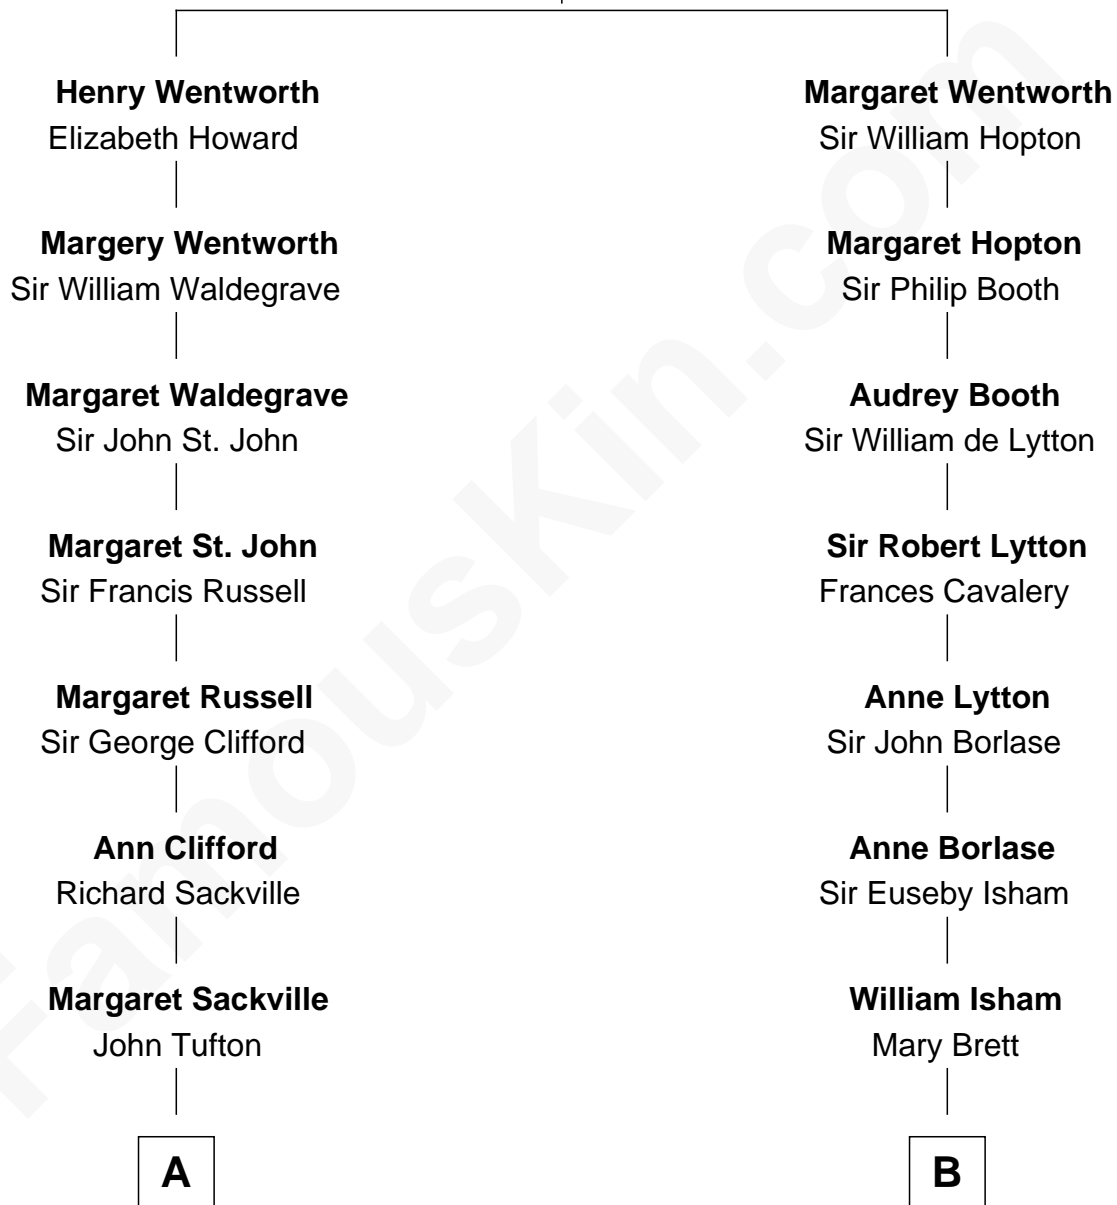 Henry Wentworth
Elizabeth Howard
Margery Wentworth
Sir William Waldegrave
Margaret Waldegrave
Sir John St. John
Margaret St. John
Sir Francis Russell
Margaret Russell
Sir George Clifford
Ann Clifford
Richard Sackville
Margaret Sackville
John Tufton
A
Margaret Wentworth
Sir William Hopton
Margaret Hopton
Sir Philip Booth
Audrey Booth
Sir William de Lytton
Sir Robert Lytton
Frances Cavalery
Anne Lytton
Sir John Borlase
Anne Borlase
Sir Euseby Isham
William Isham
Mary Brett
B
FamousKin.com